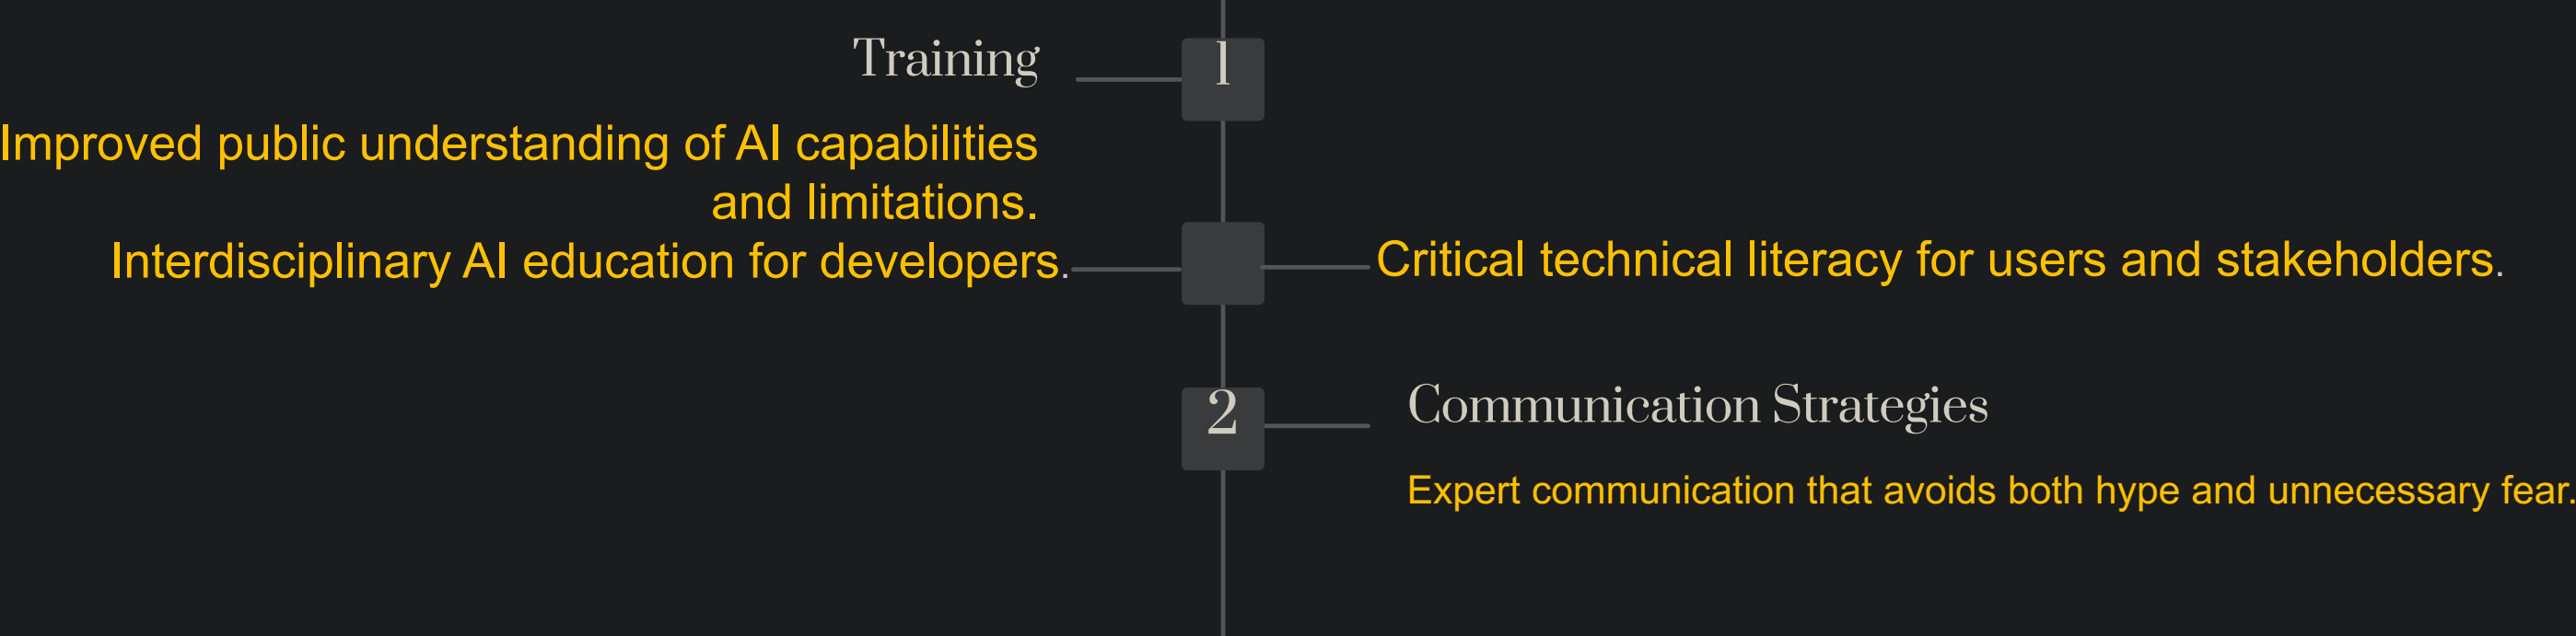 Training
1
Improved public understanding of AI capabilities
and limitations.
Interdisciplinary AI education for developers.
Critical technical literacy for users and stakeholders.
2
Communication Strategies
Expert communication that avoids both hype and unnecessary fear.